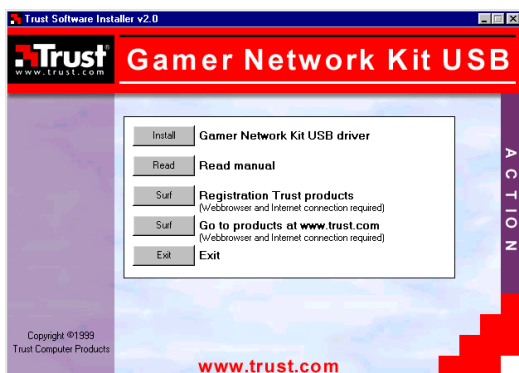 Trust Software Installer v2.0
Trust®
www.trust.com
Gamer Network Kit USB
Install Gamer Network Kit USB driver
Read Read manual
Surf Registration Trust products
(Webbrowser and Internet connection required)
Surf Go to products at www.trust.com
(Webbrowser and Internet connection required)
Exit Exit
ACTION
Copyright ©1999
Trust Computer Products
www.trust.com